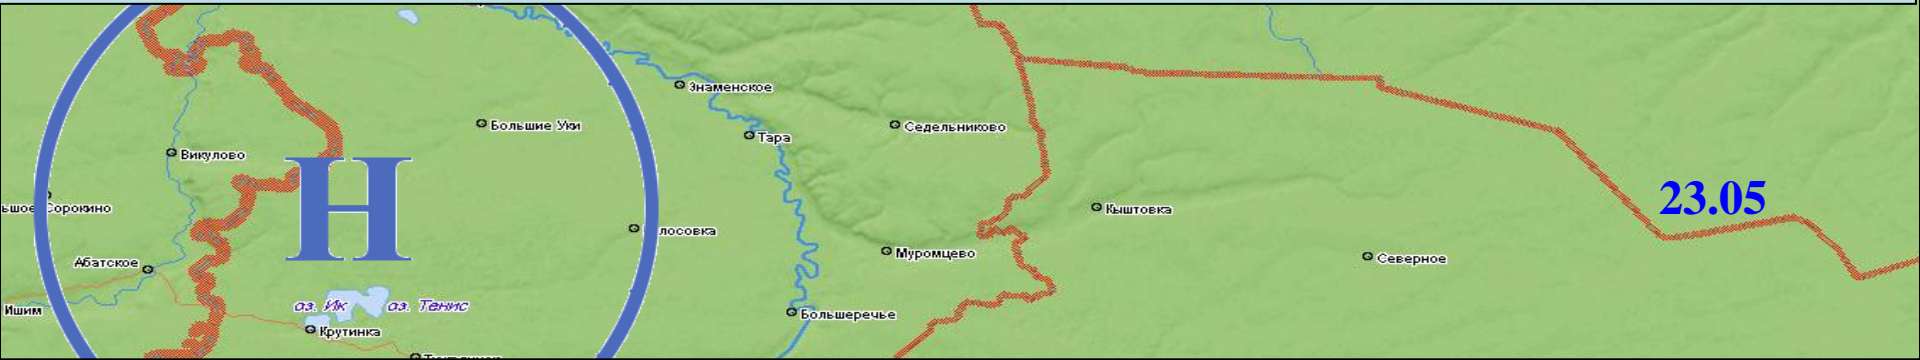 Знаменское
Большие Уки
Седельниково
Тара
Викулово
Н
23.05
Сорокино
Кыштовка
лосовка
Муромцево
Северное
Абатское
оз. Ик
оз. Тенис
Ишим
Большеречье
Крутинка